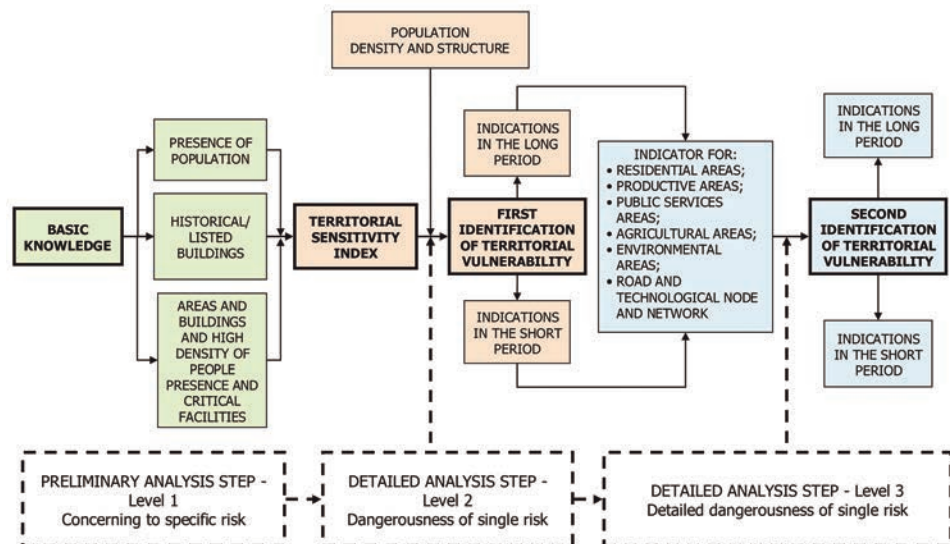 POPULATION
DENSITY AND STRUCTURE
PRESENCE OF
POPULATION
INDICATIONS
IN THE LONG
PERIOD
INDICATOR FOR:
• RESIDENTIAL AREAS;
• PRODUCTIVE AREAS;
• PUBLIC SERVICES
AREAS;
• AGRICULTURAL AREAS;
• ENVIRONMENTAL
AREAS;
• ROAD AND
TECHNOLOGICAL NODE
AND NETWORK
INDICATIONS
IN THE LONG
PERIOD
BASIC
KNOWLEDGE
HISTORICAL/
LISTED
BUILDINGS
TERRITORIAL
SENSITIVITY
INDEX
FIRST
IDENTIFICATION
OF TERRITORIAL
VULNERABILITY
SECOND
IDENTIFICATION
OF TERRITORIAL
VULNERABILITY
AREAS AND
BUILDINGS
AND HIGH
DENSITY OF
PEOPLE
PRESENCE AND
CRITICAL
FACILITIES
INDICATIONS
IN THE SHORT
PERIOD
INDICATIONS
IN THE SHORT
PERIOD
PRELIMINARY ANALYSIS STEP -
Level 1
Concerning to specific risk
DETAILED ANALYSIS STEP -
Level 2
Dangerousness of single risk
DETAILED ANALYSIS STEP - Level 3
Detailed dangerousness of single risk